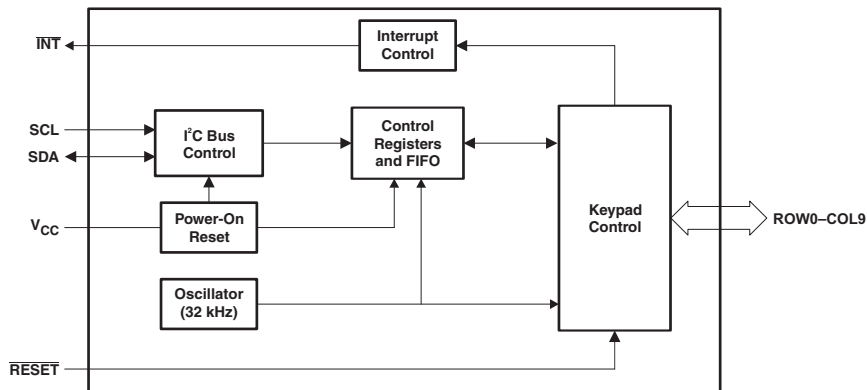 INT
Interrupt
Control
SCL
SDA
I²C Bus
Control
Control
Registers
and FIFO
Keypad
Control
ROW0–COL9
VCC
Power-On
Reset
Oscillator
(32 kHz)
RESET